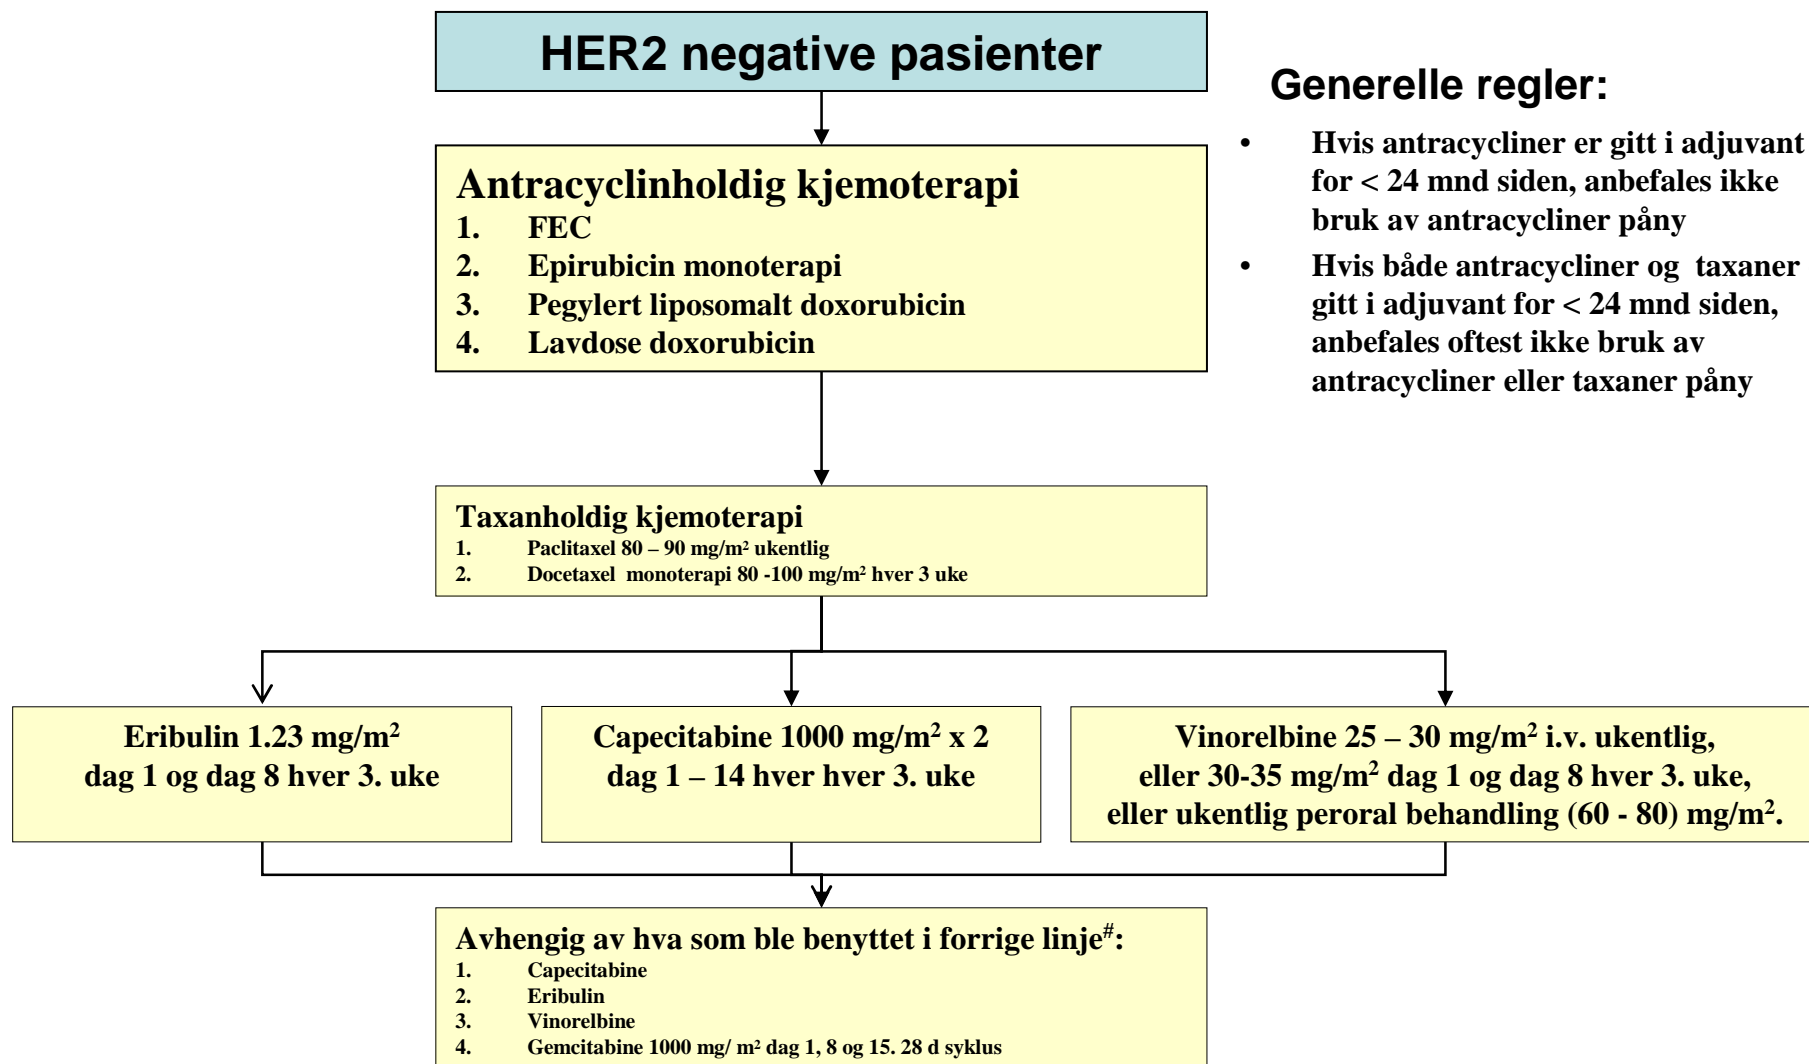 HER2 negative pasienter
Generelle regler:
• Hvis antracycliner er gitt i adjuvant
for < 24 mnd siden, anbefales ikke
bruk av antracycliner påny
• Hvis både antracycliner og taxaner
gitt i adjuvant for < 24 mnd siden,
anbefales oftest ikke bruk av
antracycliner eller taxaner påny
Antracyclinholdig kjemoterapi
1. FEC
2. Epirubicin monoterapi
3. Pegylert liposomalt doxorubicin
4. Lavdose doxorubicin
Taxanholdig kjemoterapi
1. Paclitaxel 80 – 90 mg/m² ukentlig
2. Docetaxel monoterapi 80 -100 mg/m² hver 3 uke
Eribulin 1.23 mg/m²
dag 1 og dag 8 hver 3. uke
Capecitabine 1000 mg/m² x 2
dag 1 – 14 hver hver 3. uke
Vinorelbine 25 – 30 mg/m² i.v. ukentlig,
eller 30-35 mg/m² dag 1 og dag 8 hver 3. uke,
eller ukentlig peroral behandling (60 - 80) mg/m².
Avhengig av hva som ble benyttet i forrige linje#:
1. Capecitabine
2. Eribulin
3. Vinorelbine
4. Gemcitabine 1000 mg/ m² dag 1, 8 og 15. 28 d syklus